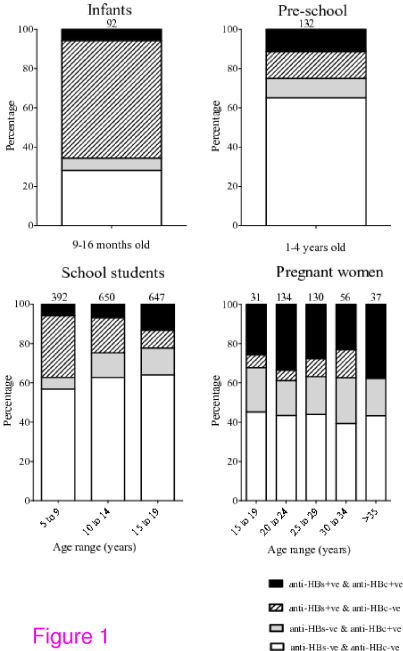 Infants
92
Percentage
100
80
60
40
20
0
9-16 months old
Pre-school
132
Percentage
100
80
60
40
20
0
1-4 years old
School students
392 650 647
Percentage
100
80
60
40
20
0
5 to 9 10 to 14 15 to 19
Age range (years)
Pregnant women
31 134 130 56 37
Percentage
100
80
60
40
20
0
15 to 19 20 to 24 25 to 29 30 to 34 >35
Age range (years)
anti-HBs+ve & anti-HBc+ve
anti-HBs+ve & anti-HBc-ve
anti-HBs-ve & anti-HBc+ve
anti-HBs-ve & anti-HBc-ve
Figure 1